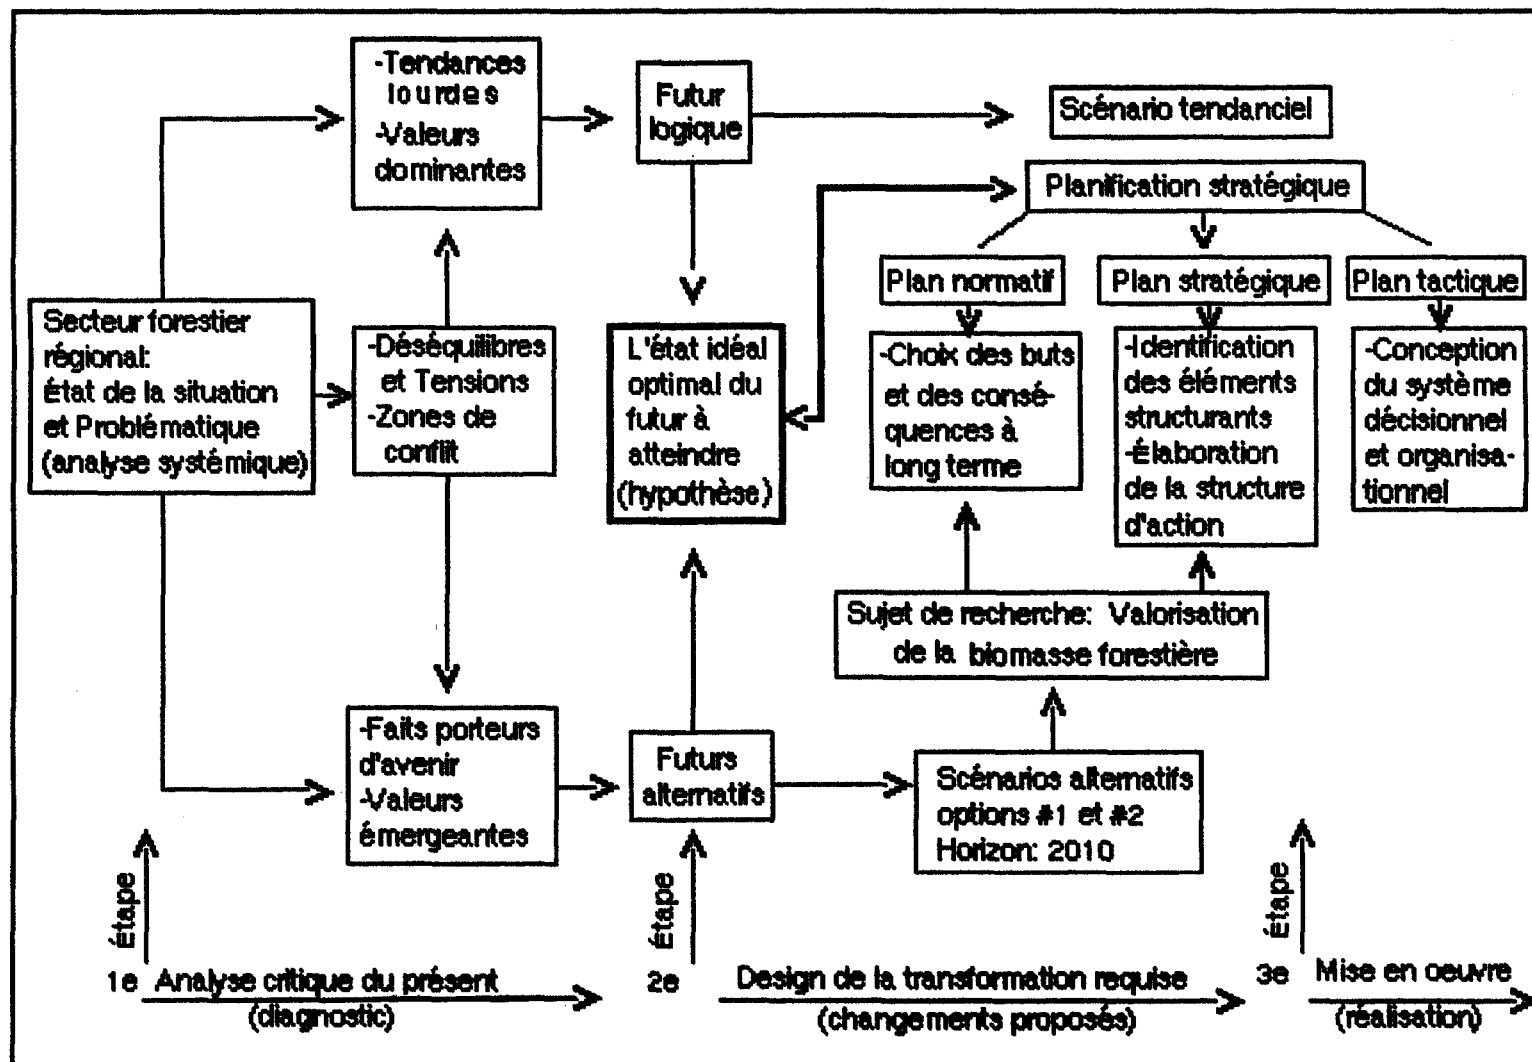 -Tendances
lourdes
-Valeurs
dominantes
Futur
logique
Scénario tendanciel
Planification stratégique
Plan normatif
Plan stratégique
Plan tactique
Secteur forestier
régional:
État de la situation
et Problématique
(analyse systémique)
-Déséquilibres
et Tensions
-Zones de
conflit
L'état idéal
optimal du
futur à
atteindre
(hypothèse)
-Choix des buts
et des consé-
quences à
long terme
-Identification
des éléments
structurants
-Élaboration
de la structure
d'action
-Conception
du système
décisionnel
et organisa-
tionnel
Sujet de recherche: Valorisation
de la biomasse forestière
-Faits porteurs
d'avenir
-Valeurs
émergeantes
Futurs
alternatifs
Scénarios alternatifs
options #1 et #2
Horizon: 2010
Étape
1e
Analyse critique du présent
(diagnostic)
Étape
2e
Design de la transformation requise
(changements proposés)
Étape
3e
Mise en oeuvre
(réalisation)